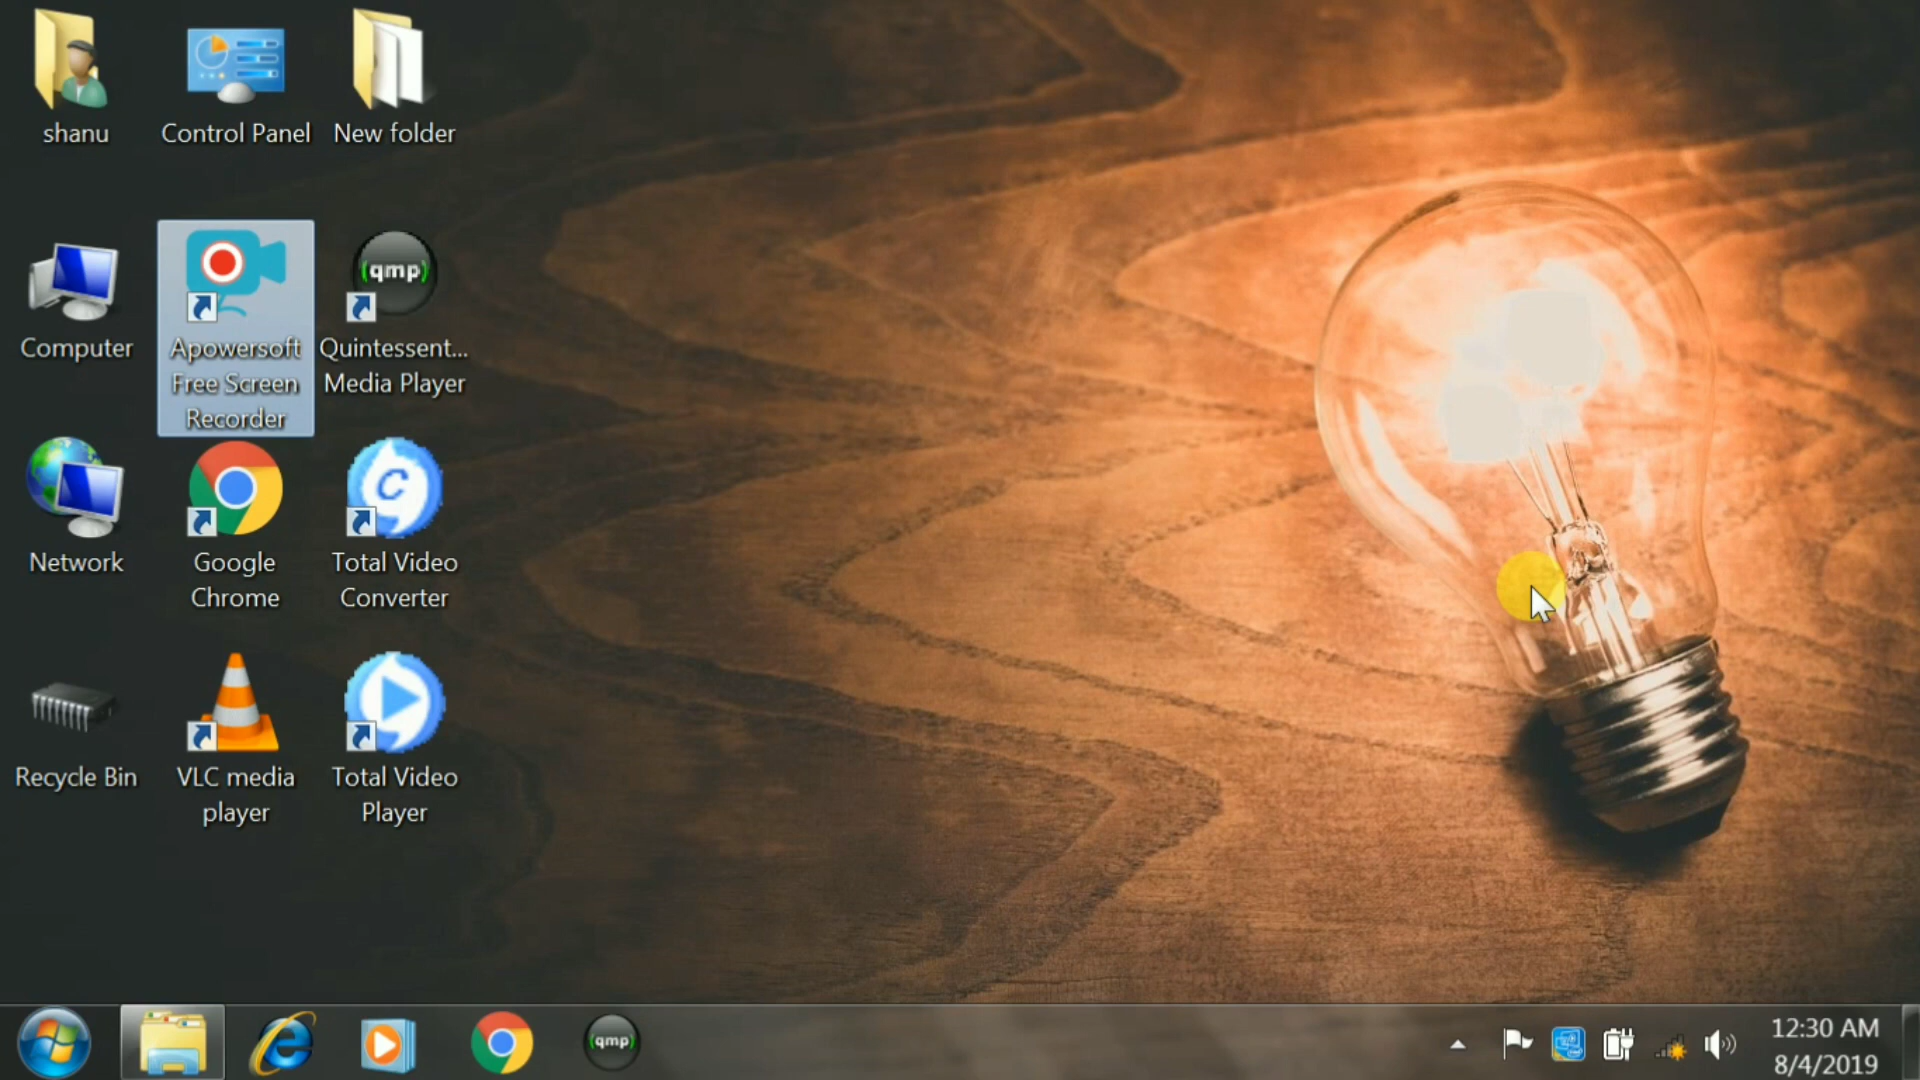 shanu
Control Panel
New folder
Computer
Apowersoft
Free Screen
Recorder
(qmp)
Quintessent...
Media Player
Network
Google
Chrome
C
Total Video
Converter
Recycle Bin
VLC media
player
Total Video
Player
(qmp)
12:30 AM
8/4/2019